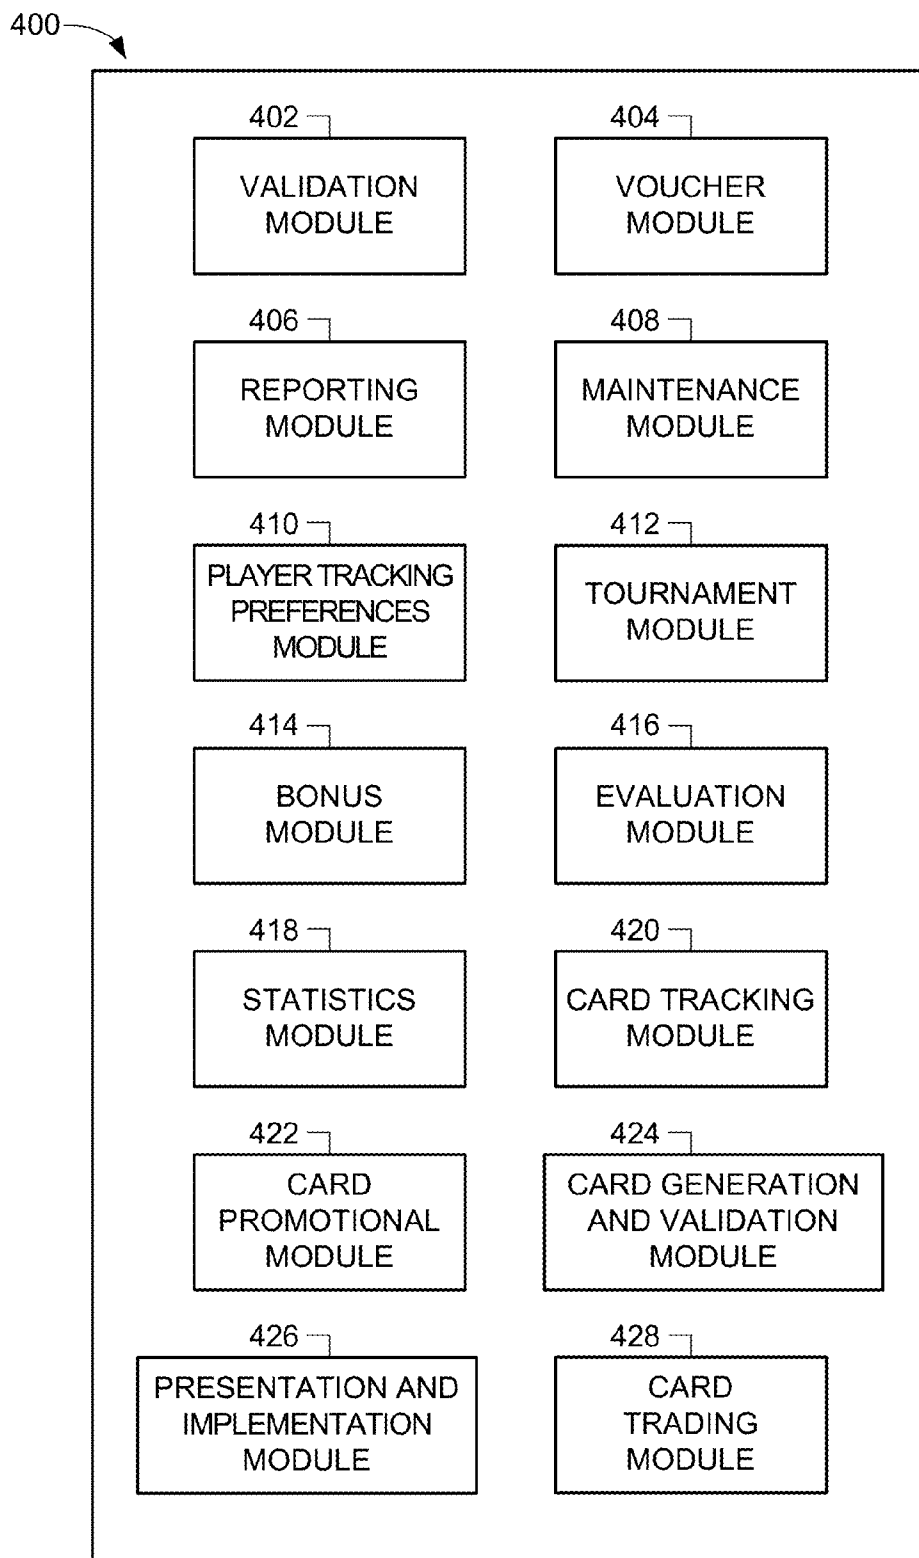 400
402
VALIDATION
MODULE
404
VOUCHER
MODULE
406
REPORTING
MODULE
408
MAINTENANCE
MODULE
410
PLAYER TRACKING
PREFERENCES
MODULE
412
TOURNAMENT
MODULE
414
BONUS
MODULE
416
EVALUATION
MODULE
418
STATISTICS
MODULE
420
CARD TRACKING
MODULE
422
CARD
PROMOTIONAL
MODULE
424
CARD GENERATION
AND VALIDATION
MODULE
426
PRESENTATION AND
IMPLEMENTATION
MODULE
428
CARD
TRADING
MODULE